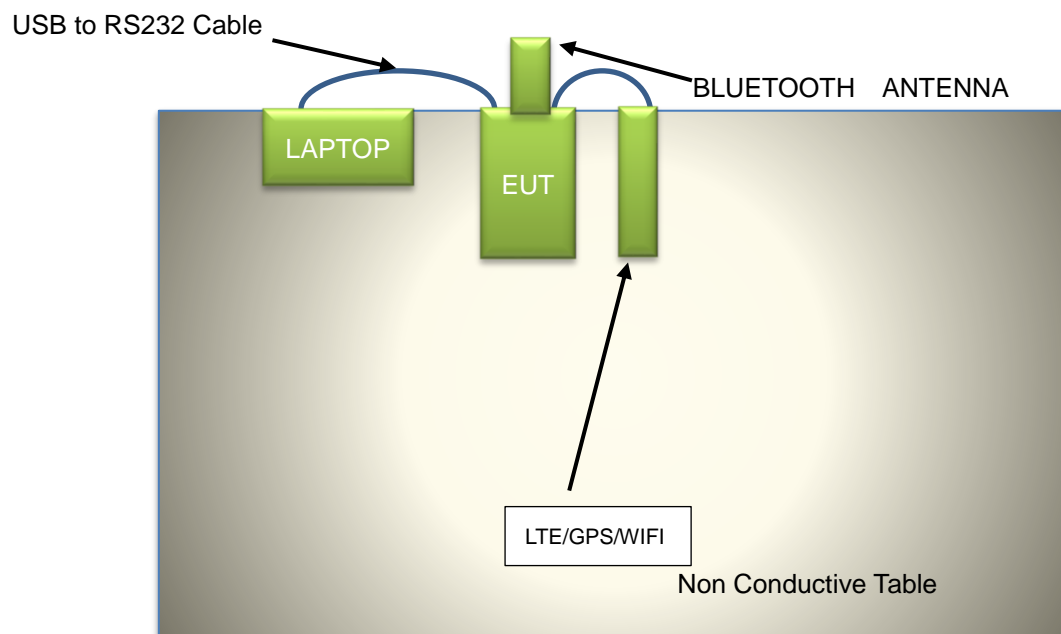 USB to RS232 Cable
BLUETOOTH ANTENNA
LAPTOP
EUT
LTE/GPS/WIFI
Non Conductive Table